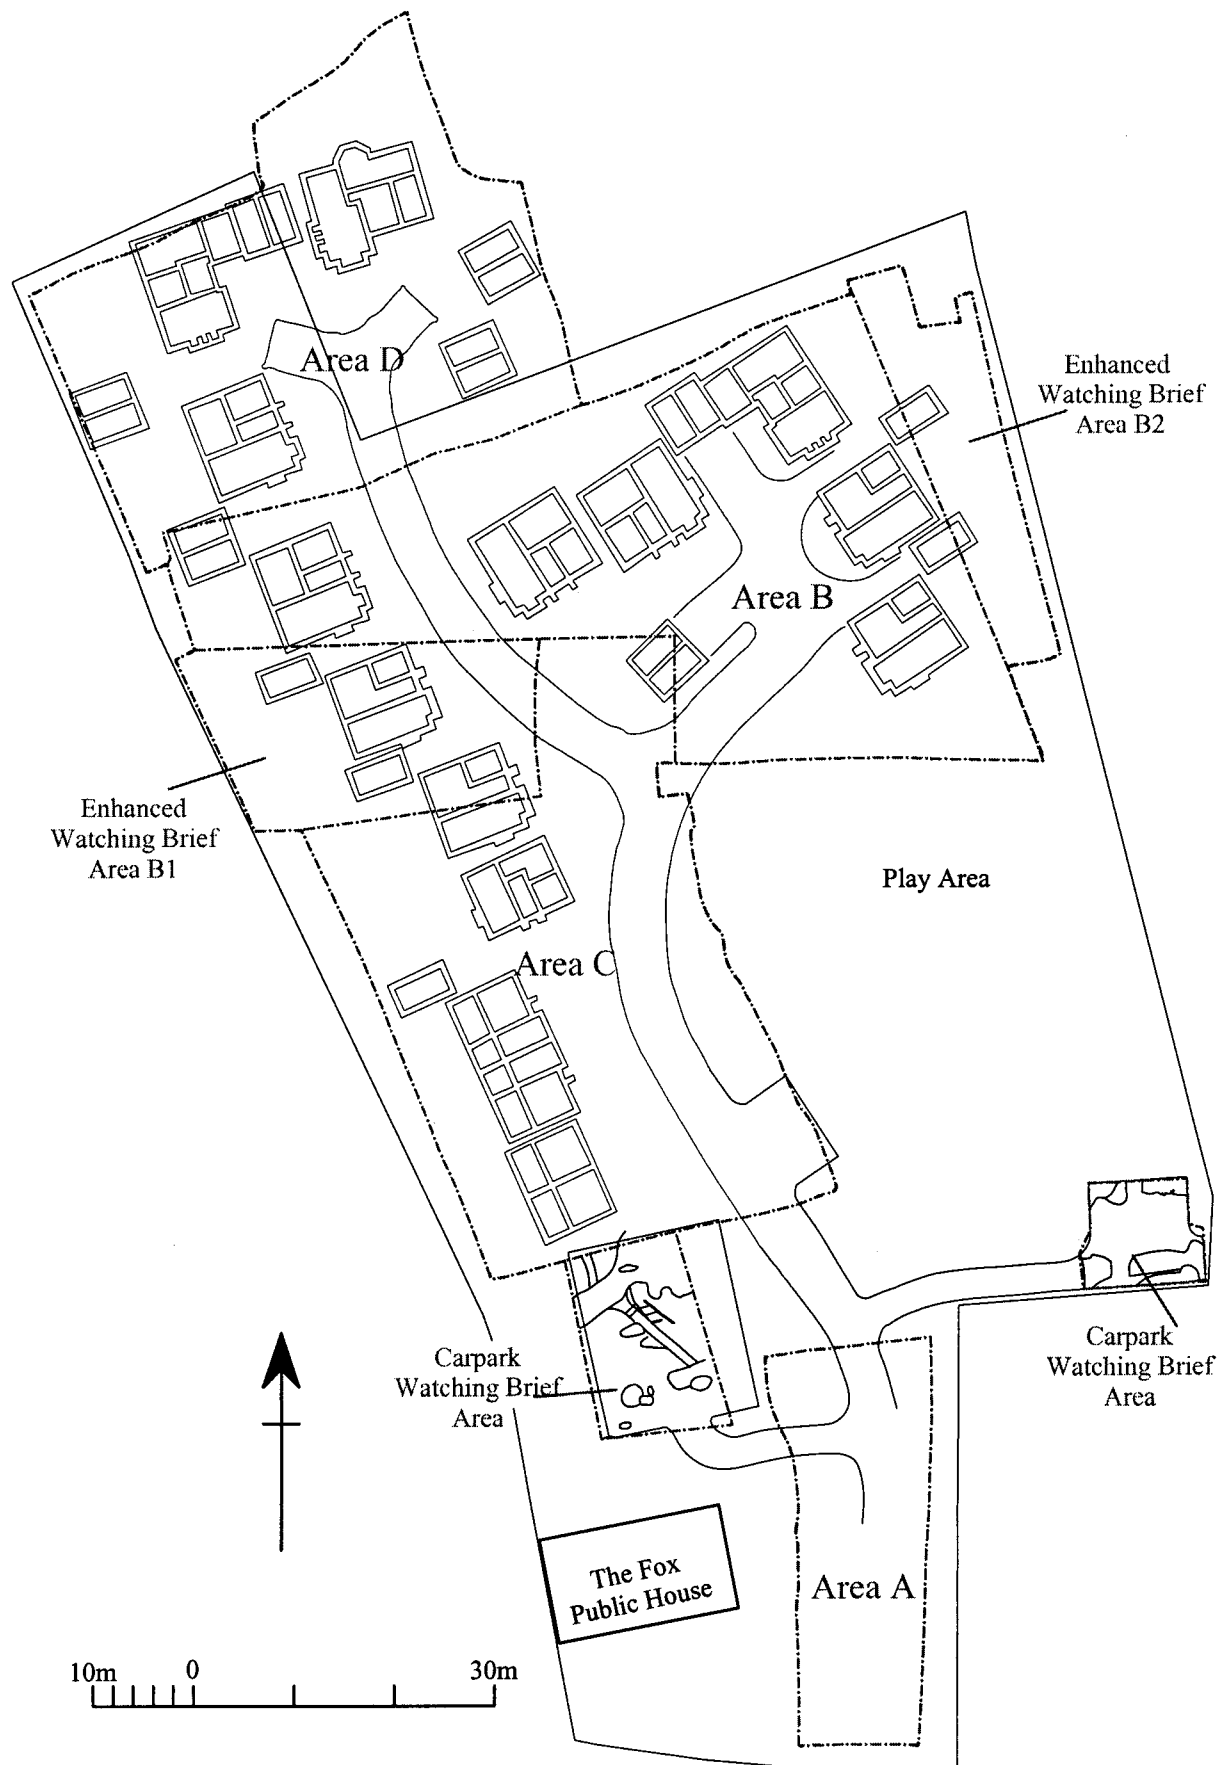 Area D
Enhanced
Watching Brief
Area B2
Area B
Enhanced
Watching Brief
Area B1
Play Area
Area C
Carpark
Watching Brief
Area
Carpark
Watching Brief
Area
The Fox
Public House
Area A
10m 0 30m